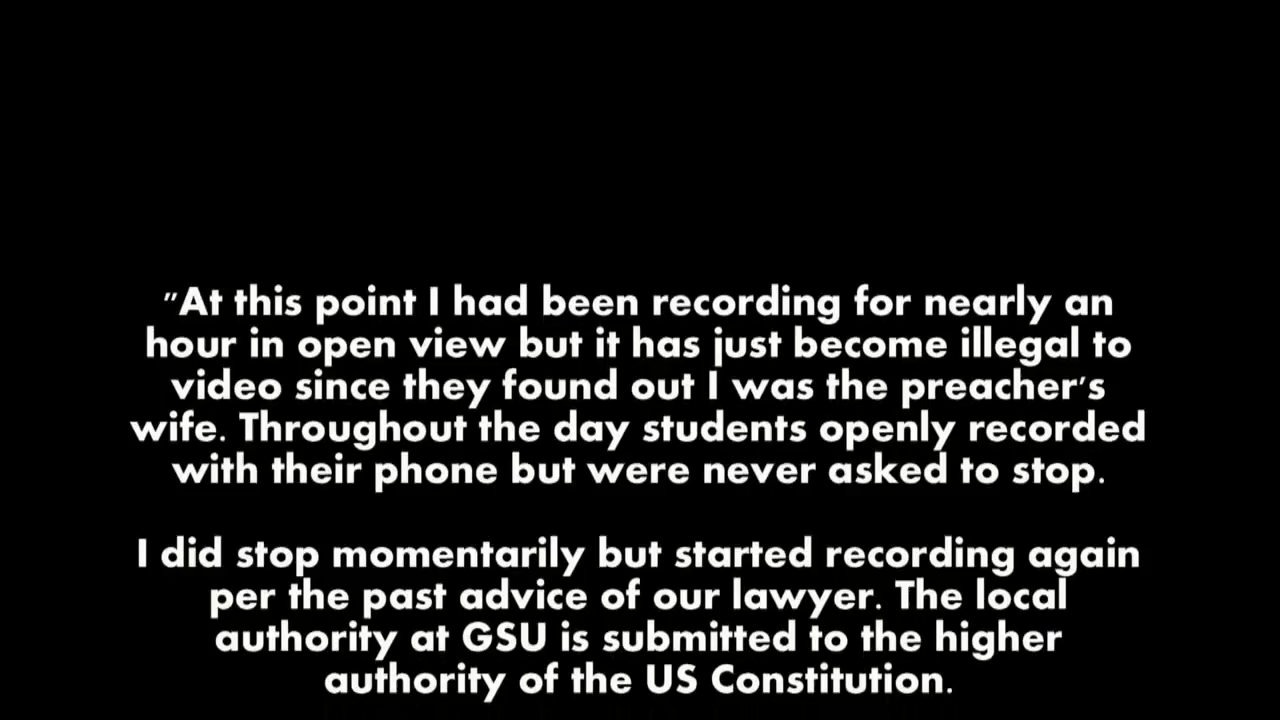 "At this point I had been recording for nearly an
hour in open view but it has just become illegal to
video since they found out I was the preacher's
wife. Throughout the day students openly recorded
with their phone but were never asked to stop.
I did stop momentarily but started recording again
per the past advice of our lawyer. The local
authority at GSU is submitted to the higher
authority of the US Constitution.